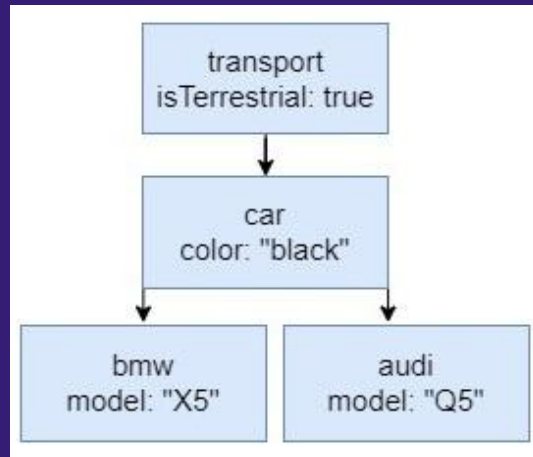 transport
isTerrestrial: true
car
color: "black"
bmw
model: "X5"
audi
model: "Q5"